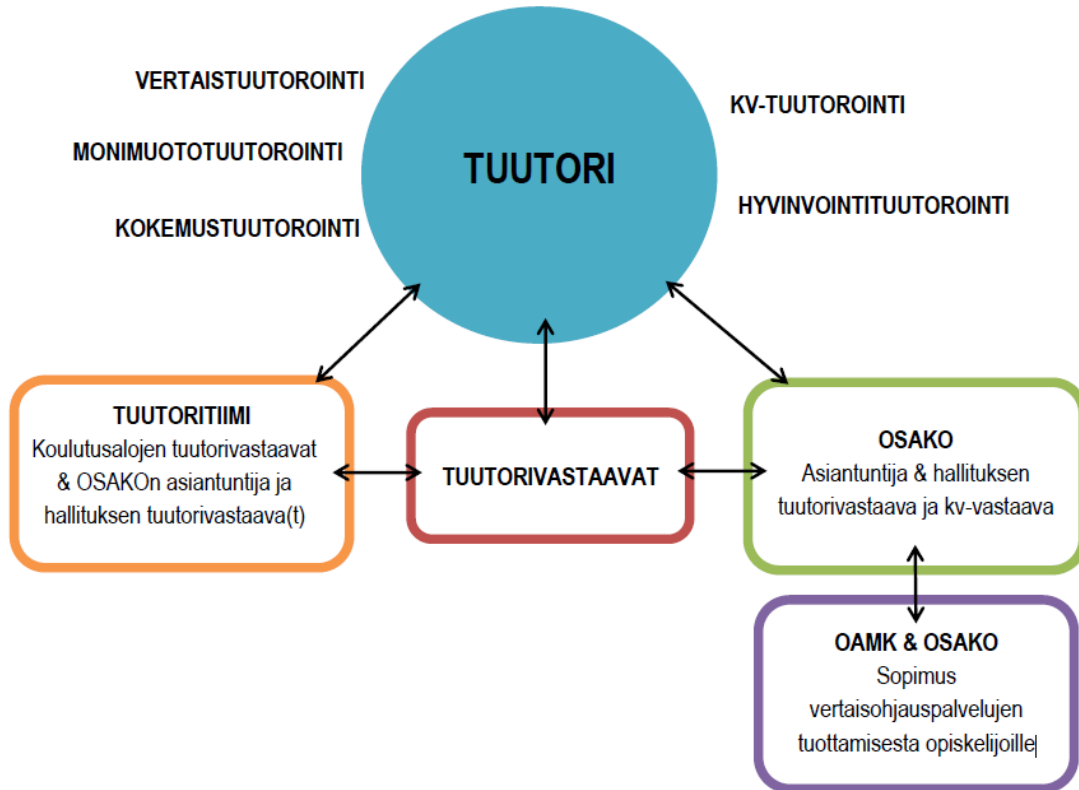 VERTAISTUUTOROINTI
MONIMUOTOTUUTOROINTI
KOKEMUSTUUTOROINTI
TUUTORI
KV-TUUTOROINTI
HYVINVOINTITUUTOROINTI
TUUTORITIIMI
Koulutusalojen tuutorivastaavat
& OSAKOn asiantuntija ja
hallituksen tuutorivastaava(t)
TUUTORIVASTAAVAT
OSAKO
Asiantuntija & hallituksen
tuutorivastaava ja kv-vastaava
OAMK & OSAKO
Sopimus
vertaisohjauspalvelujen
tuottamisesta opiskelijoille